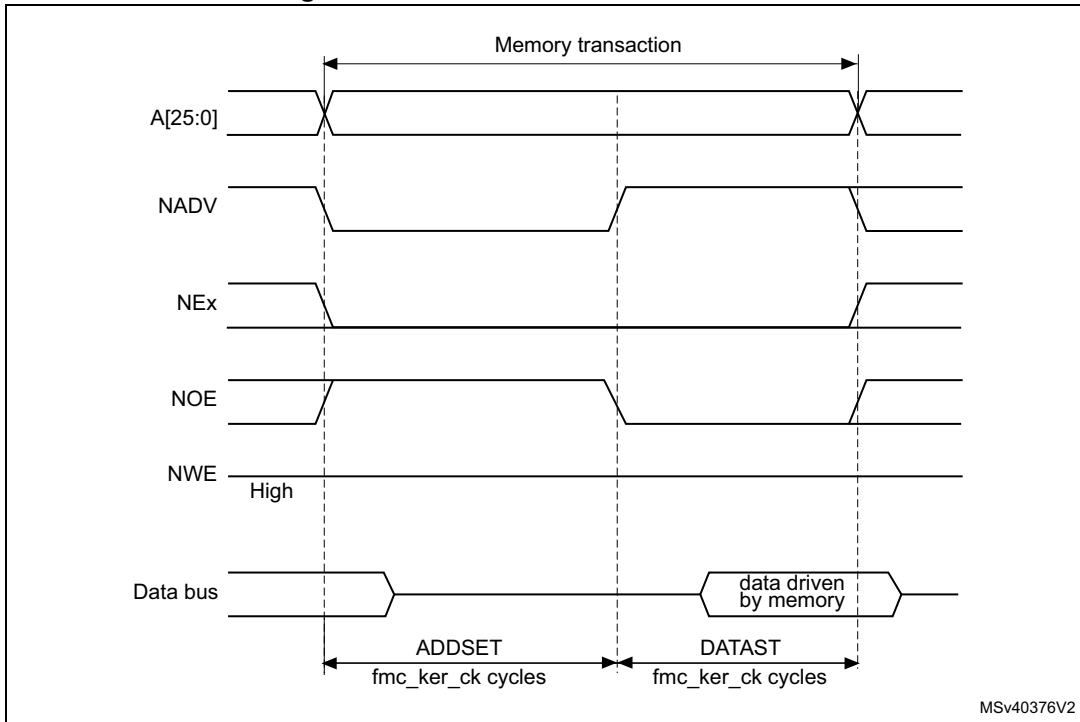 Memory transaction
A[25:0]
NADV
NEx
NOE
NWE
High
Data bus
data driven
by memory
ADDSET
DATAST
fmc_ker_ck cycles
fmc_ker_ck cycles
MSv40376V2